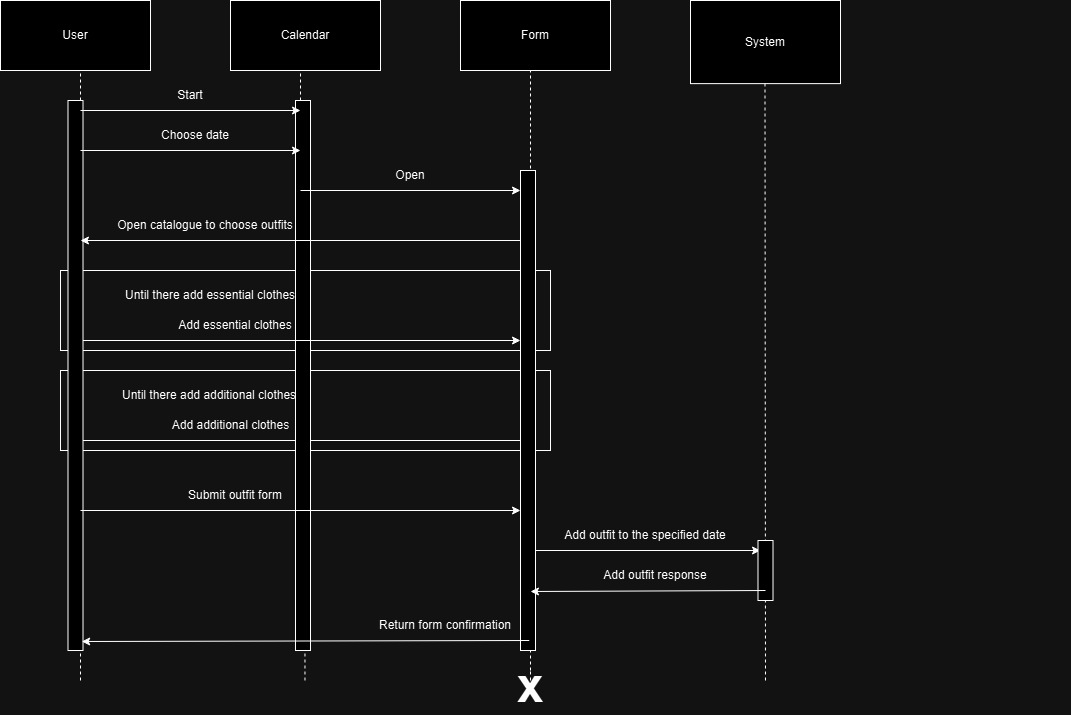 User
Calendar
Form
System
Start
Choose date
Open
Open catalogue to choose outfits
Until there add essential clothes
Add essential clothes
Until there add additional clothes
Add additional clothes
Submit outfit form
Add outfit to the specified date
Add outfit response
Return form confirmation
X